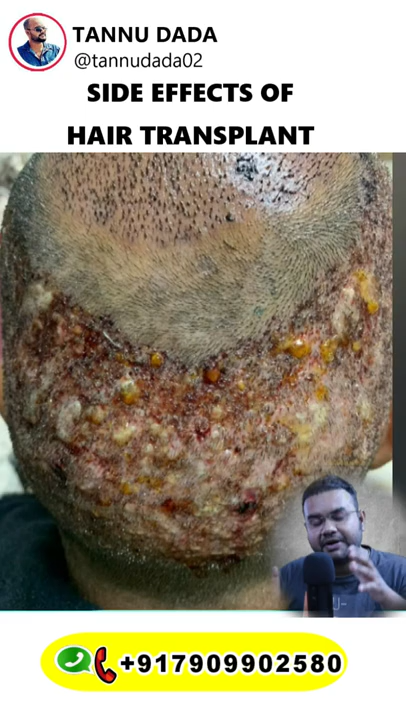 TANNU DADA
@tannudada02
SIDE EFFECTS OF
HAIR TRANSPLANT
+917909902580